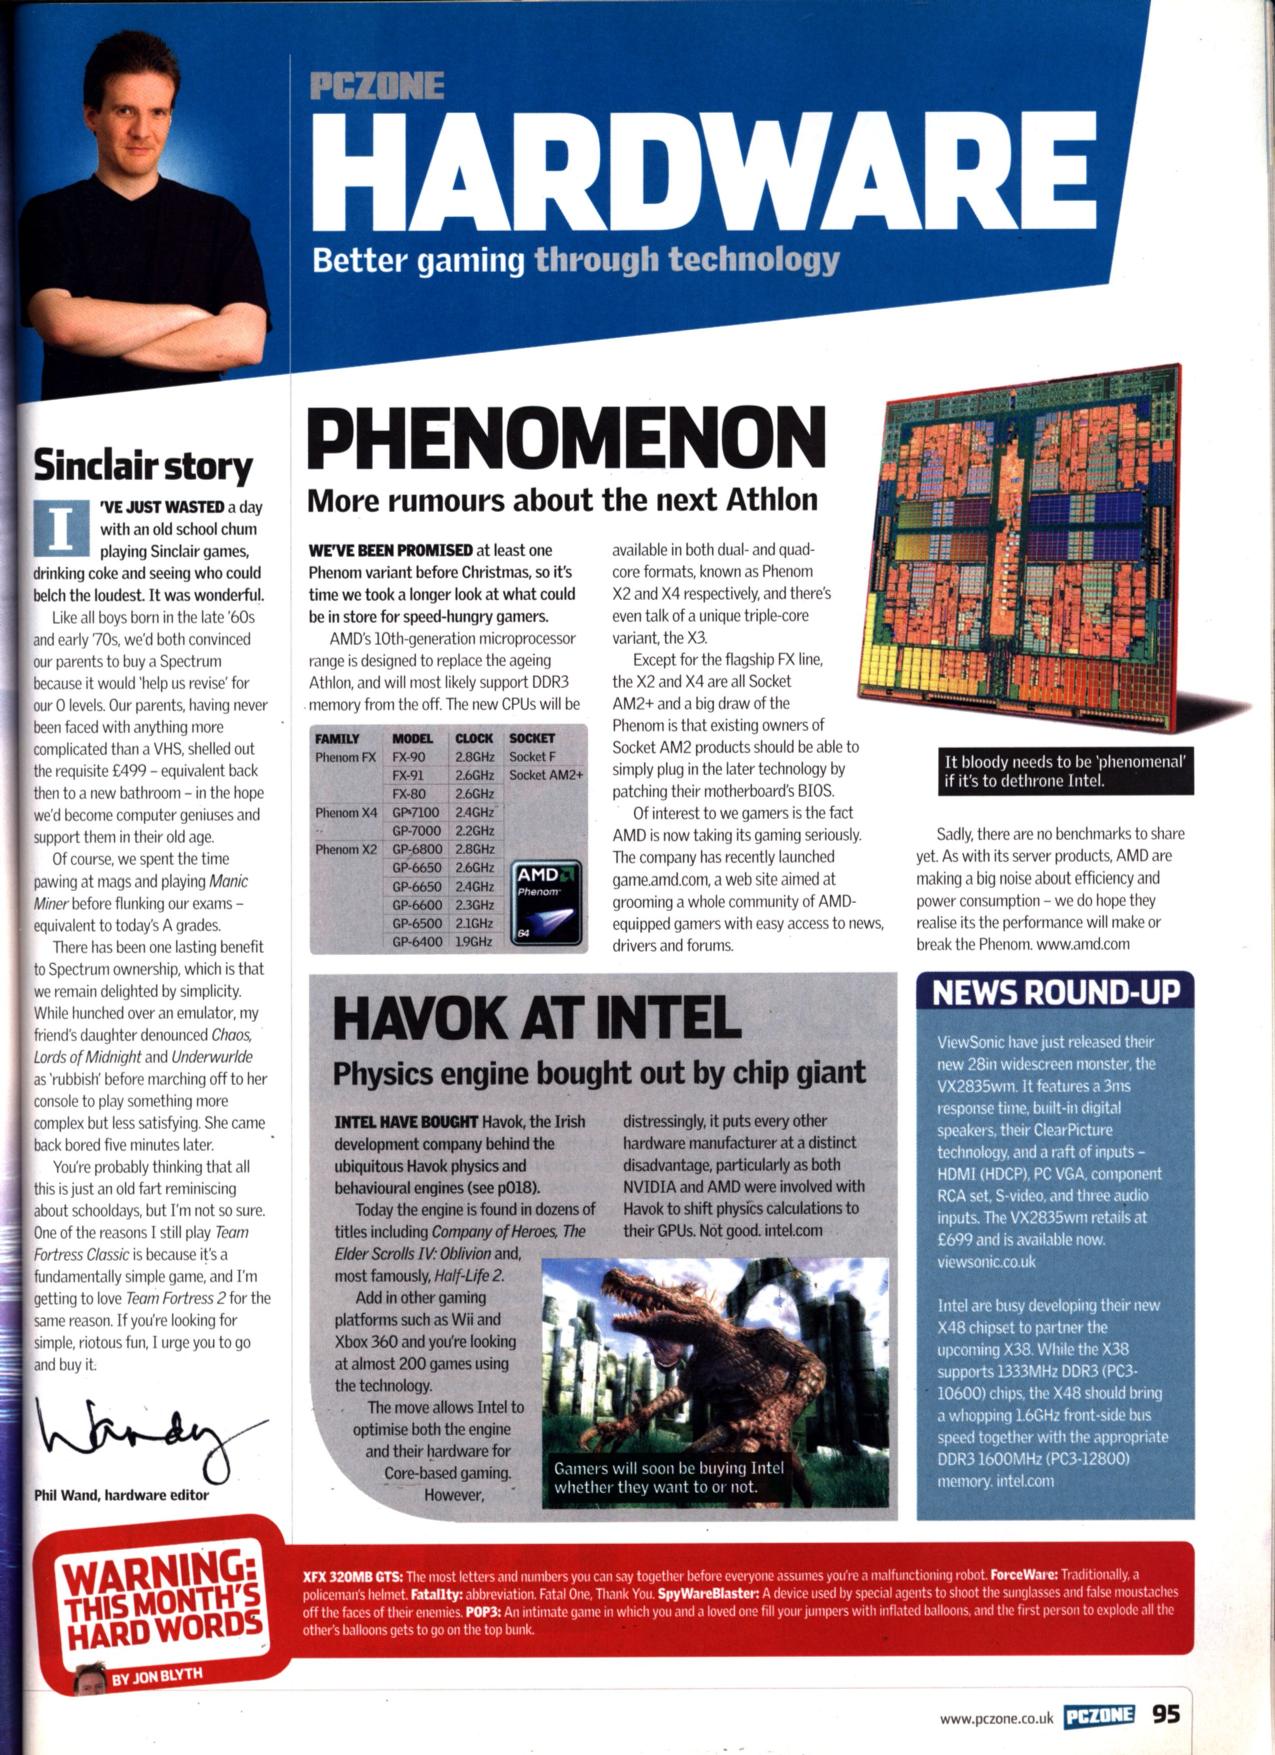 PCZONE
HARDWARE
Better gaming through technology
Sinclair story
I'VE JUST WASTED a day
with an old school chum
playing Sinclair games,
drinking coke and seeing who could
belch the loudest. It was wonderful.
Like all boys born in the late '60s
and early '70s, we'd both convinced
our parents to buy a Spectrum
because it would 'help us revise' for
our O levels. Our parents, having never
been faced with anything more
complicated than a VHS, shelled out
the requisite £499 – equivalent back
then to a new bathroom – in the hope
we'd become computer geniuses and
support them in their old age.
Of course, we spent the time
pawing at mags and playing Manic
Miner before flunking our exams –
equivalent to today's A grades.
There has been one lasting benefit
to Spectrum ownership, which is that
we remain delighted by simplicity.
While hunched over an emulator, my
friend's daughter denounced Chaos,
Lords of Midnight and Underwurlde
as 'rubbish' before marching off to her
console to play something more
complex but less satisfying. She came
back bored five minutes later.
You're probably thinking that all
this is just an old fart reminiscing
about schooldays, but I'm not so sure.
One of the reasons I still play Team
Fortress Classic is because it's a
fundamentally simple game, and I'm
getting to love Team Fortress 2 for the
same reason. If you're looking for
simple, riotous fun, I urge you to go
and buy it.
Wandy
Phil Wand, hardware editor
PHENOMENON
More rumours about the next Athlon
WE'VE BEEN PROMISED at least one
Phenom variant before Christmas, so it's
time we took a longer look at what could
be in store for speed-hungry gamers.
AMD's 10th-generation microprocessor
range is designed to replace the ageing
Athlon, and will most likely support DDR3
memory from the off. The new CPUs will be
FAMILY MODEL CLOCK SOCKET
Phenom FX FX-90 2.8GHz Socket F
FX-91 2.6GHz Socket AM2+
FX-80 2.6GHz
Phenom X4 GP-7100 2.4GHz
GP-7000 2.2GHz
Phenom X2 GP-6800 2.8GHz
GP-6650 2.6GHz
GP-6650 2.4GHz
GP-6600 2.3GHz
GP-6500 2.1GHz
GP-6400 1.9GHz
AMD
Phenom
64
available in both dual- and quad-
core formats, known as Phenom
X2 and X4 respectively, and there's
even talk of a unique triple-core
variant, the X3.
Except for the flagship FX line,
the X2 and X4 are all Socket
AM2+ and a big draw of the
Phenom is that existing owners of
Socket AM2 products should be able to
simply plug in the later technology by
patching their motherboard's BIOS.
Of interest to we gamers is the fact
AMD is now taking its gaming seriously.
The company has recently launched
game.amd.com, a web site aimed at
grooming a whole community of AMD-
equipped gamers with easy access to news,
drivers and forums.
It bloody needs to be 'phenomenal'
if it's to dethrone Intel.
Sadly, there are no benchmarks to share
yet. As with its server products, AMD are
making a big noise about efficiency and
power consumption – we do hope they
realise its the performance will make or
break the Phenom. www.amd.com
HAVOK AT INTEL
Physics engine bought out by chip giant
INTEL HAVE BOUGHT Havok, the Irish
development company behind the
ubiquitous Havok physics and
behavioural engines (see p018).
Today the engine is found in dozens of
titles including Company of Heroes, The
Elder Scrolls IV: Oblivion and,
most famously, Half-Life 2.
Add in other gaming
platforms such as Wii and
Xbox 360 and you're looking
at almost 200 games using
the technology.
The move allows Intel to
optimise both the engine
and their hardware for
Core-based gaming.
However,
distressingly, it puts every other
hardware manufacturer at a distinct
disadvantage, particularly as both
NVIDIA and AMD were involved with
Havok to shift physics calculations to
their GPUs. Not good. intel.com
Gamers will soon be buying Intel
whether they want to or not.
NEWS ROUND-UP
ViewSonic have just released their
new 28in widescreen monster, the
VX2835wm. It features a 3ms
response time, built-in digital
speakers, their ClearPicture
technology, and a raft of inputs –
HDMI (HDCP), PC VGA, component
RCA set, S-video, and three audio
inputs. The VX2835wm retails at
£699 and is available now.
viewsonic.co.uk
Intel are busy developing their new
X48 chipset to partner the
upcoming X38. While the X38
supports 1333MHz DDR3 (PC3-
10600) chips, the X48 should bring
a whopping 1.6GHz front-side bus
speed together with the appropriate
DDR3 1600MHz (PC3-12800)
memory. intel.com
WARNING:
THIS MONTH'S
HARD WORDS
BY JON BLYTH
XFX 320MB GTS: The most letters and numbers you can say together before everyone assumes you're a malfunctioning robot. ForceWare: Traditionally, a
policeman's helmet. Fatal1ty: abbreviation. Fatal One, Thank You. SpyWareBlaster: A device used by special agents to shoot the sunglasses and false moustaches
off the faces of their enemies. POP3: An intimate game in which you and a loved one fill your jumpers with inflated balloons, and the first person to explode all the
other's balloons gets to go on the top bunk.
www.pczone.co.uk PCZONE 95